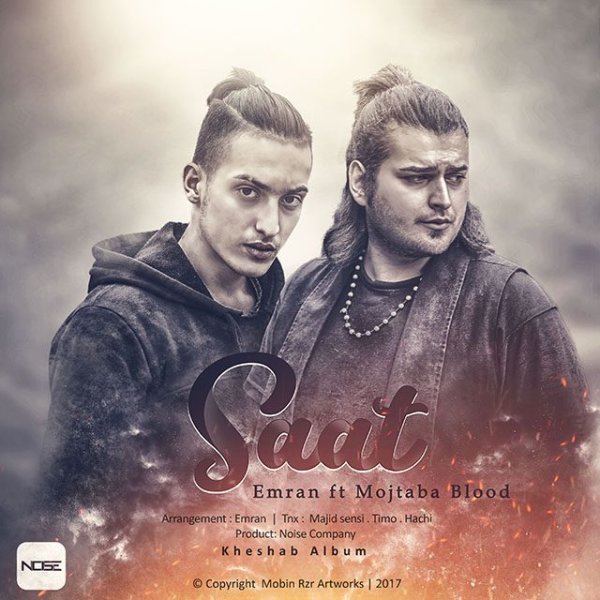 Saat
Emran ft Mojtaba Blood
Arrangement : Emran | Tnx : Majid sensi . Timo . Hachi
Product: Noise Company
Kheshab Album
NOISE
© Copyright Mobin Rzr Artworks | 2017